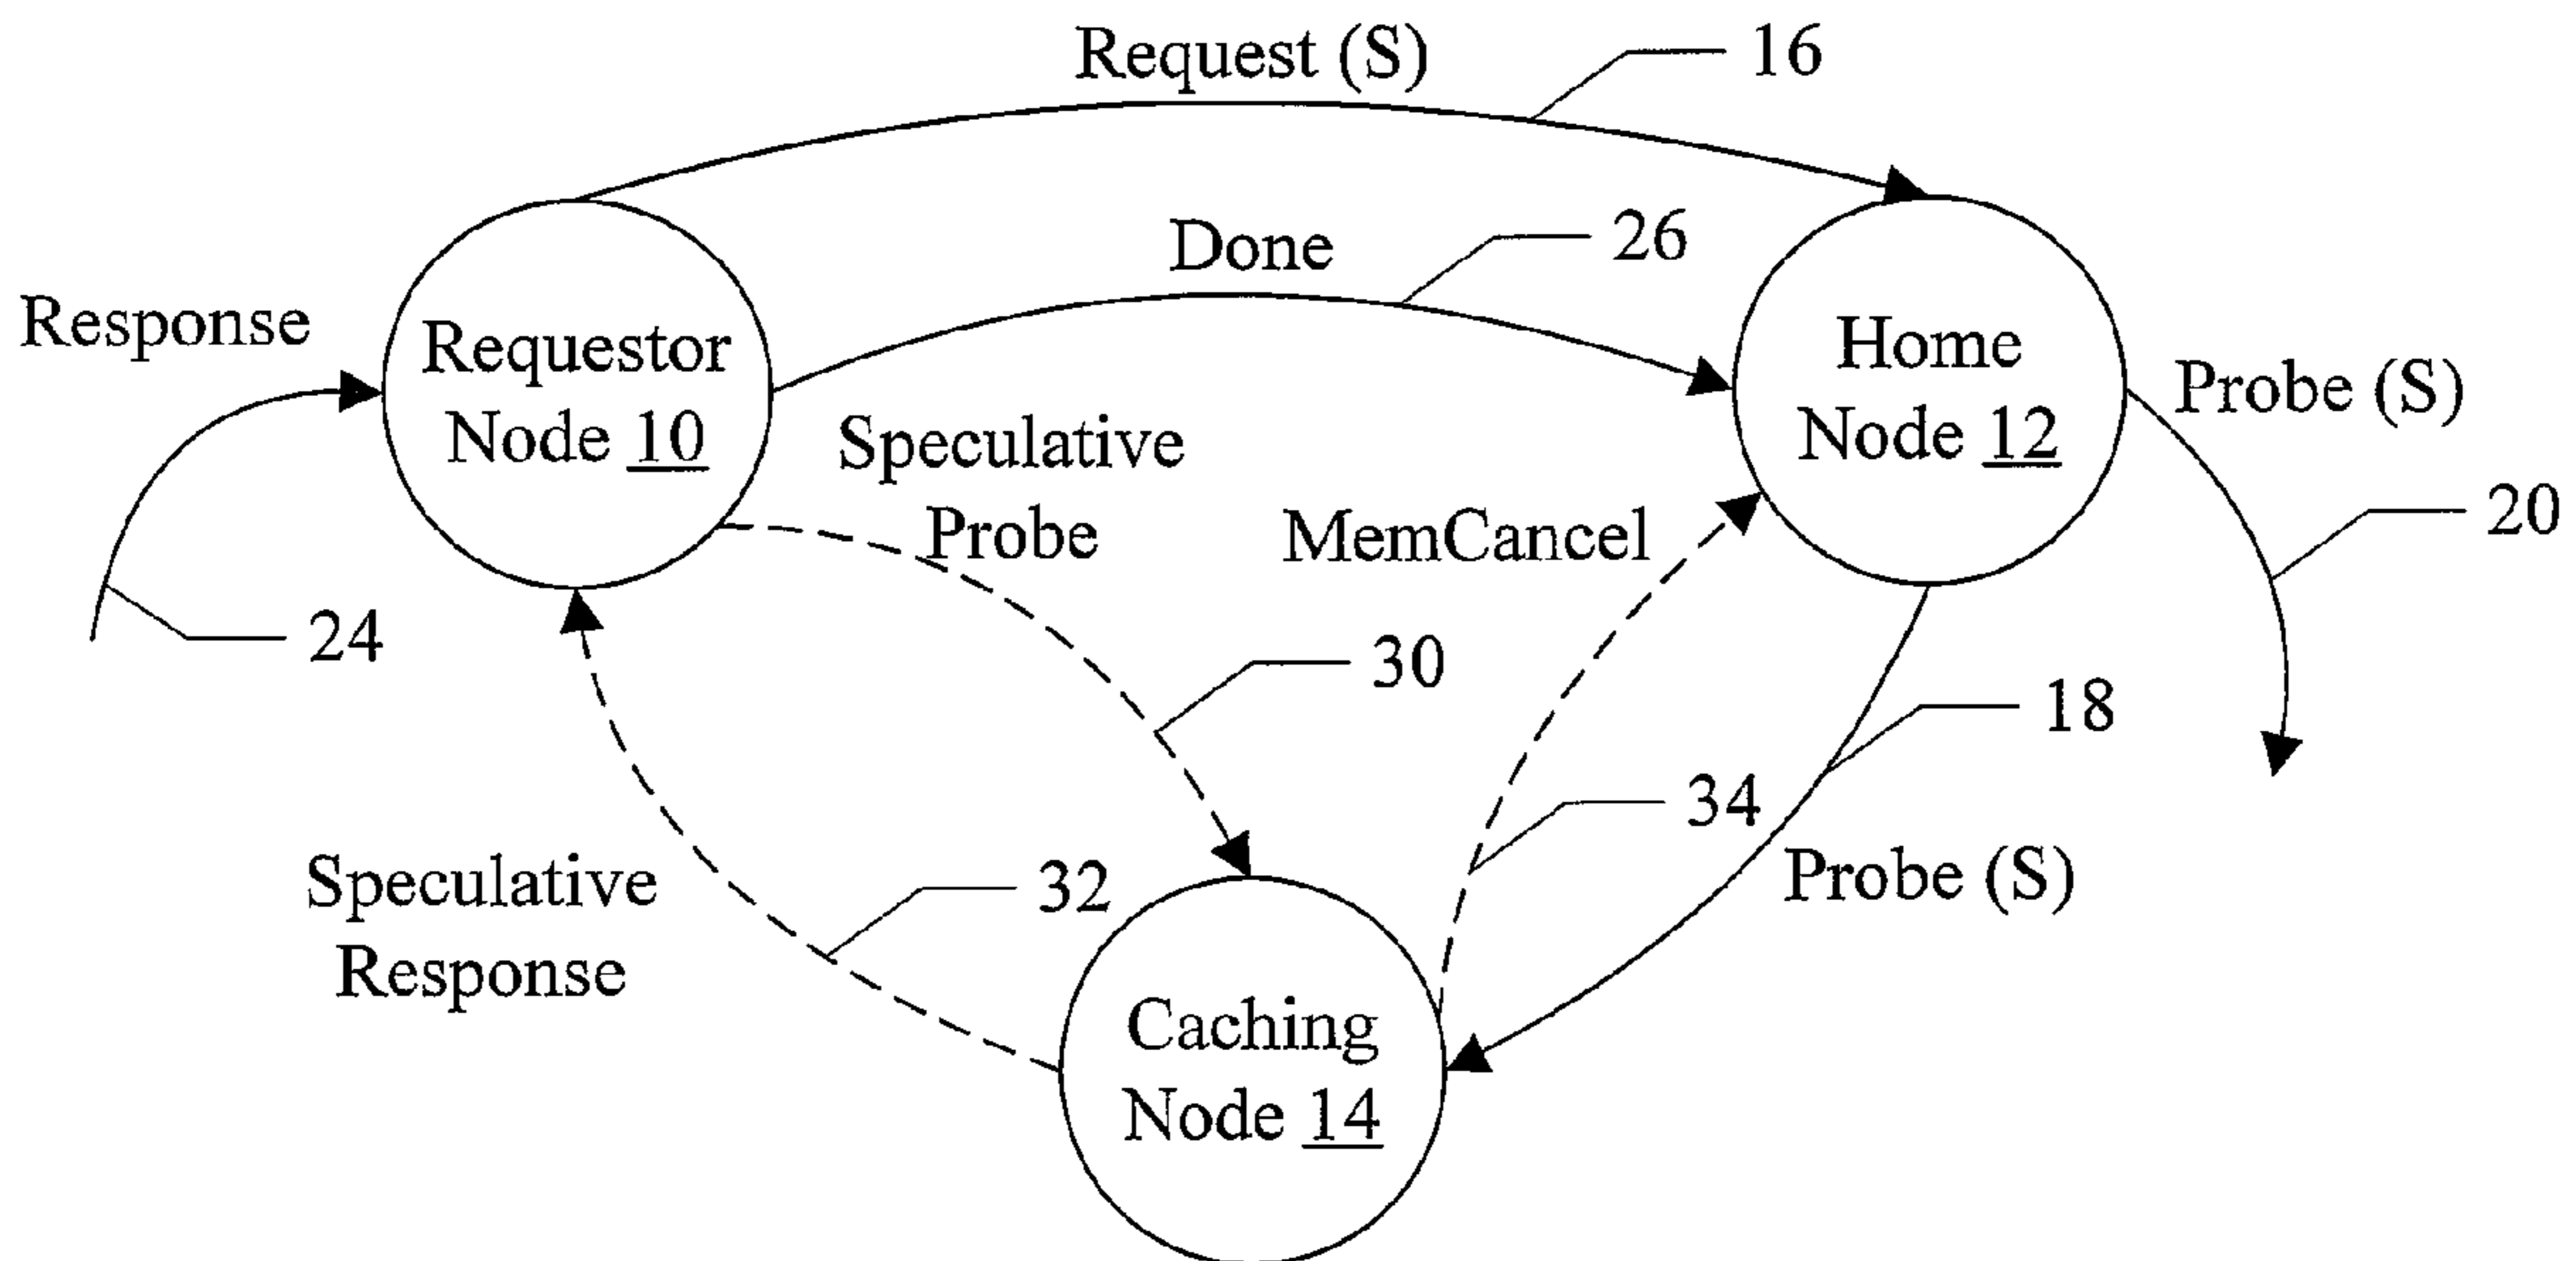 Request (S)
16
Done
26
Response
Requestor
Node 10
Home
Node 12
Probe (S)
20
Speculative
Probe
MemCancel
24
30
18
34
Probe (S)
Speculative
Response
32
Caching
Node 14